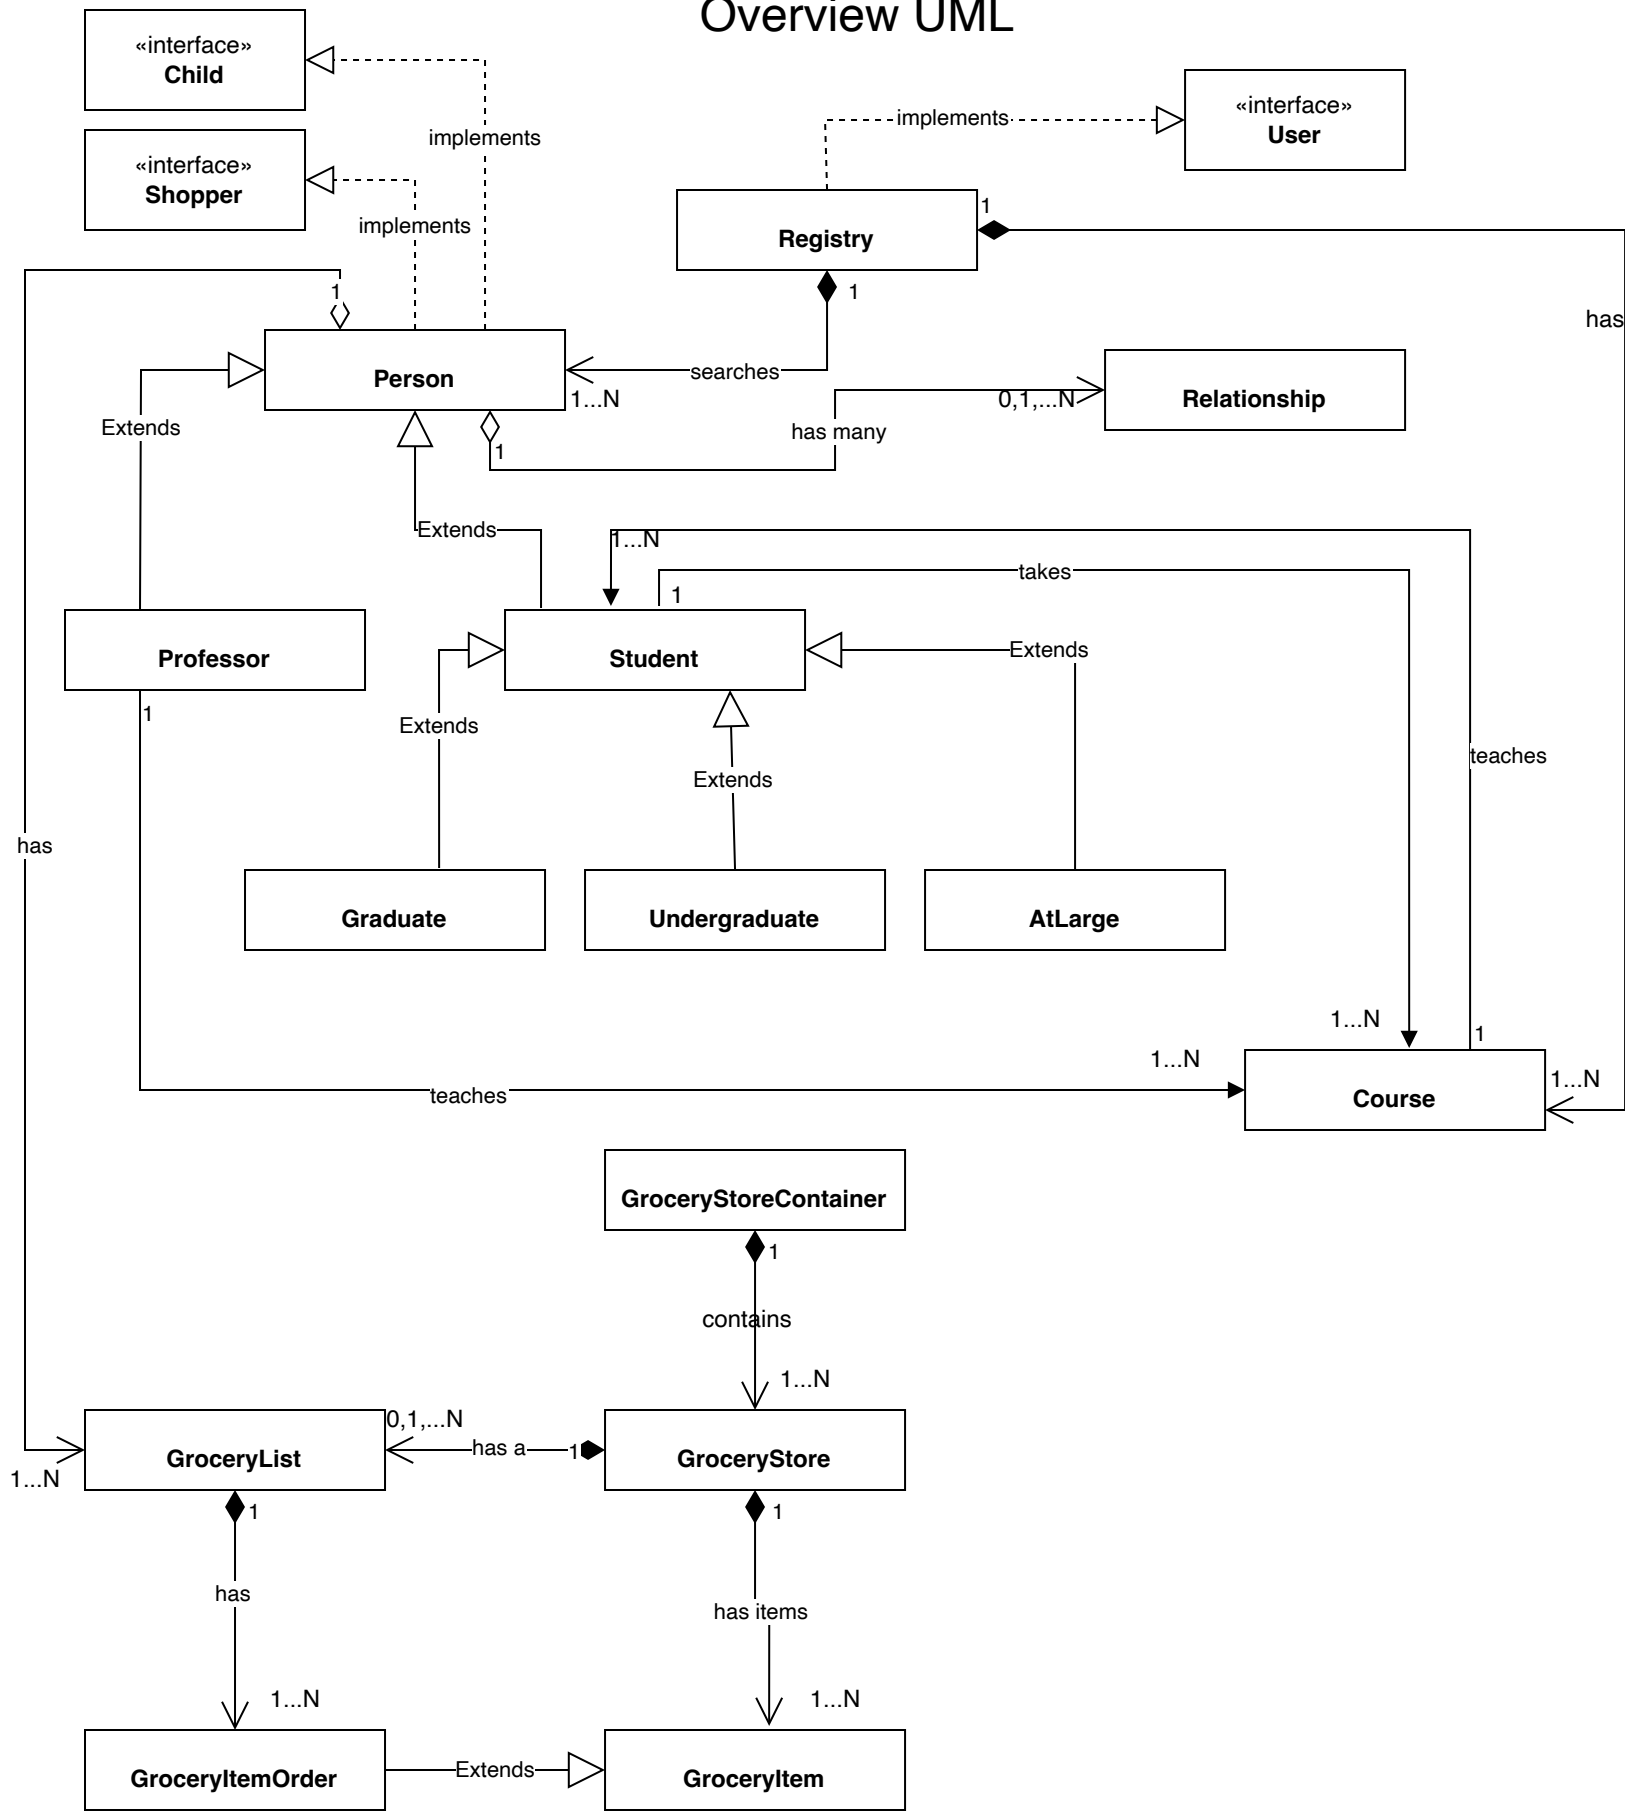 Overview UML
«interface»
Child
«interface»
User
implements
implements
«interface»
Shopper
implements
1
Registry
1
1
has
Person
searches
1...N
0,1,...N
Relationship
Extends
has many
1
Extends
1...N
takes
1
Professor
Student
Extends
1
Extends
Extends
teaches
has
Graduate
Undergraduate
AtLarge
1...N
1
1...N
1...N
teaches
Course
GroceryStoreContainer
1
contains
1...N
0,1,...N
GroceryList
has a
1
GroceryStore
1...N
1
1
has
has items
1...N
1...N
GroceryItemOrder
Extends
GroceryItem